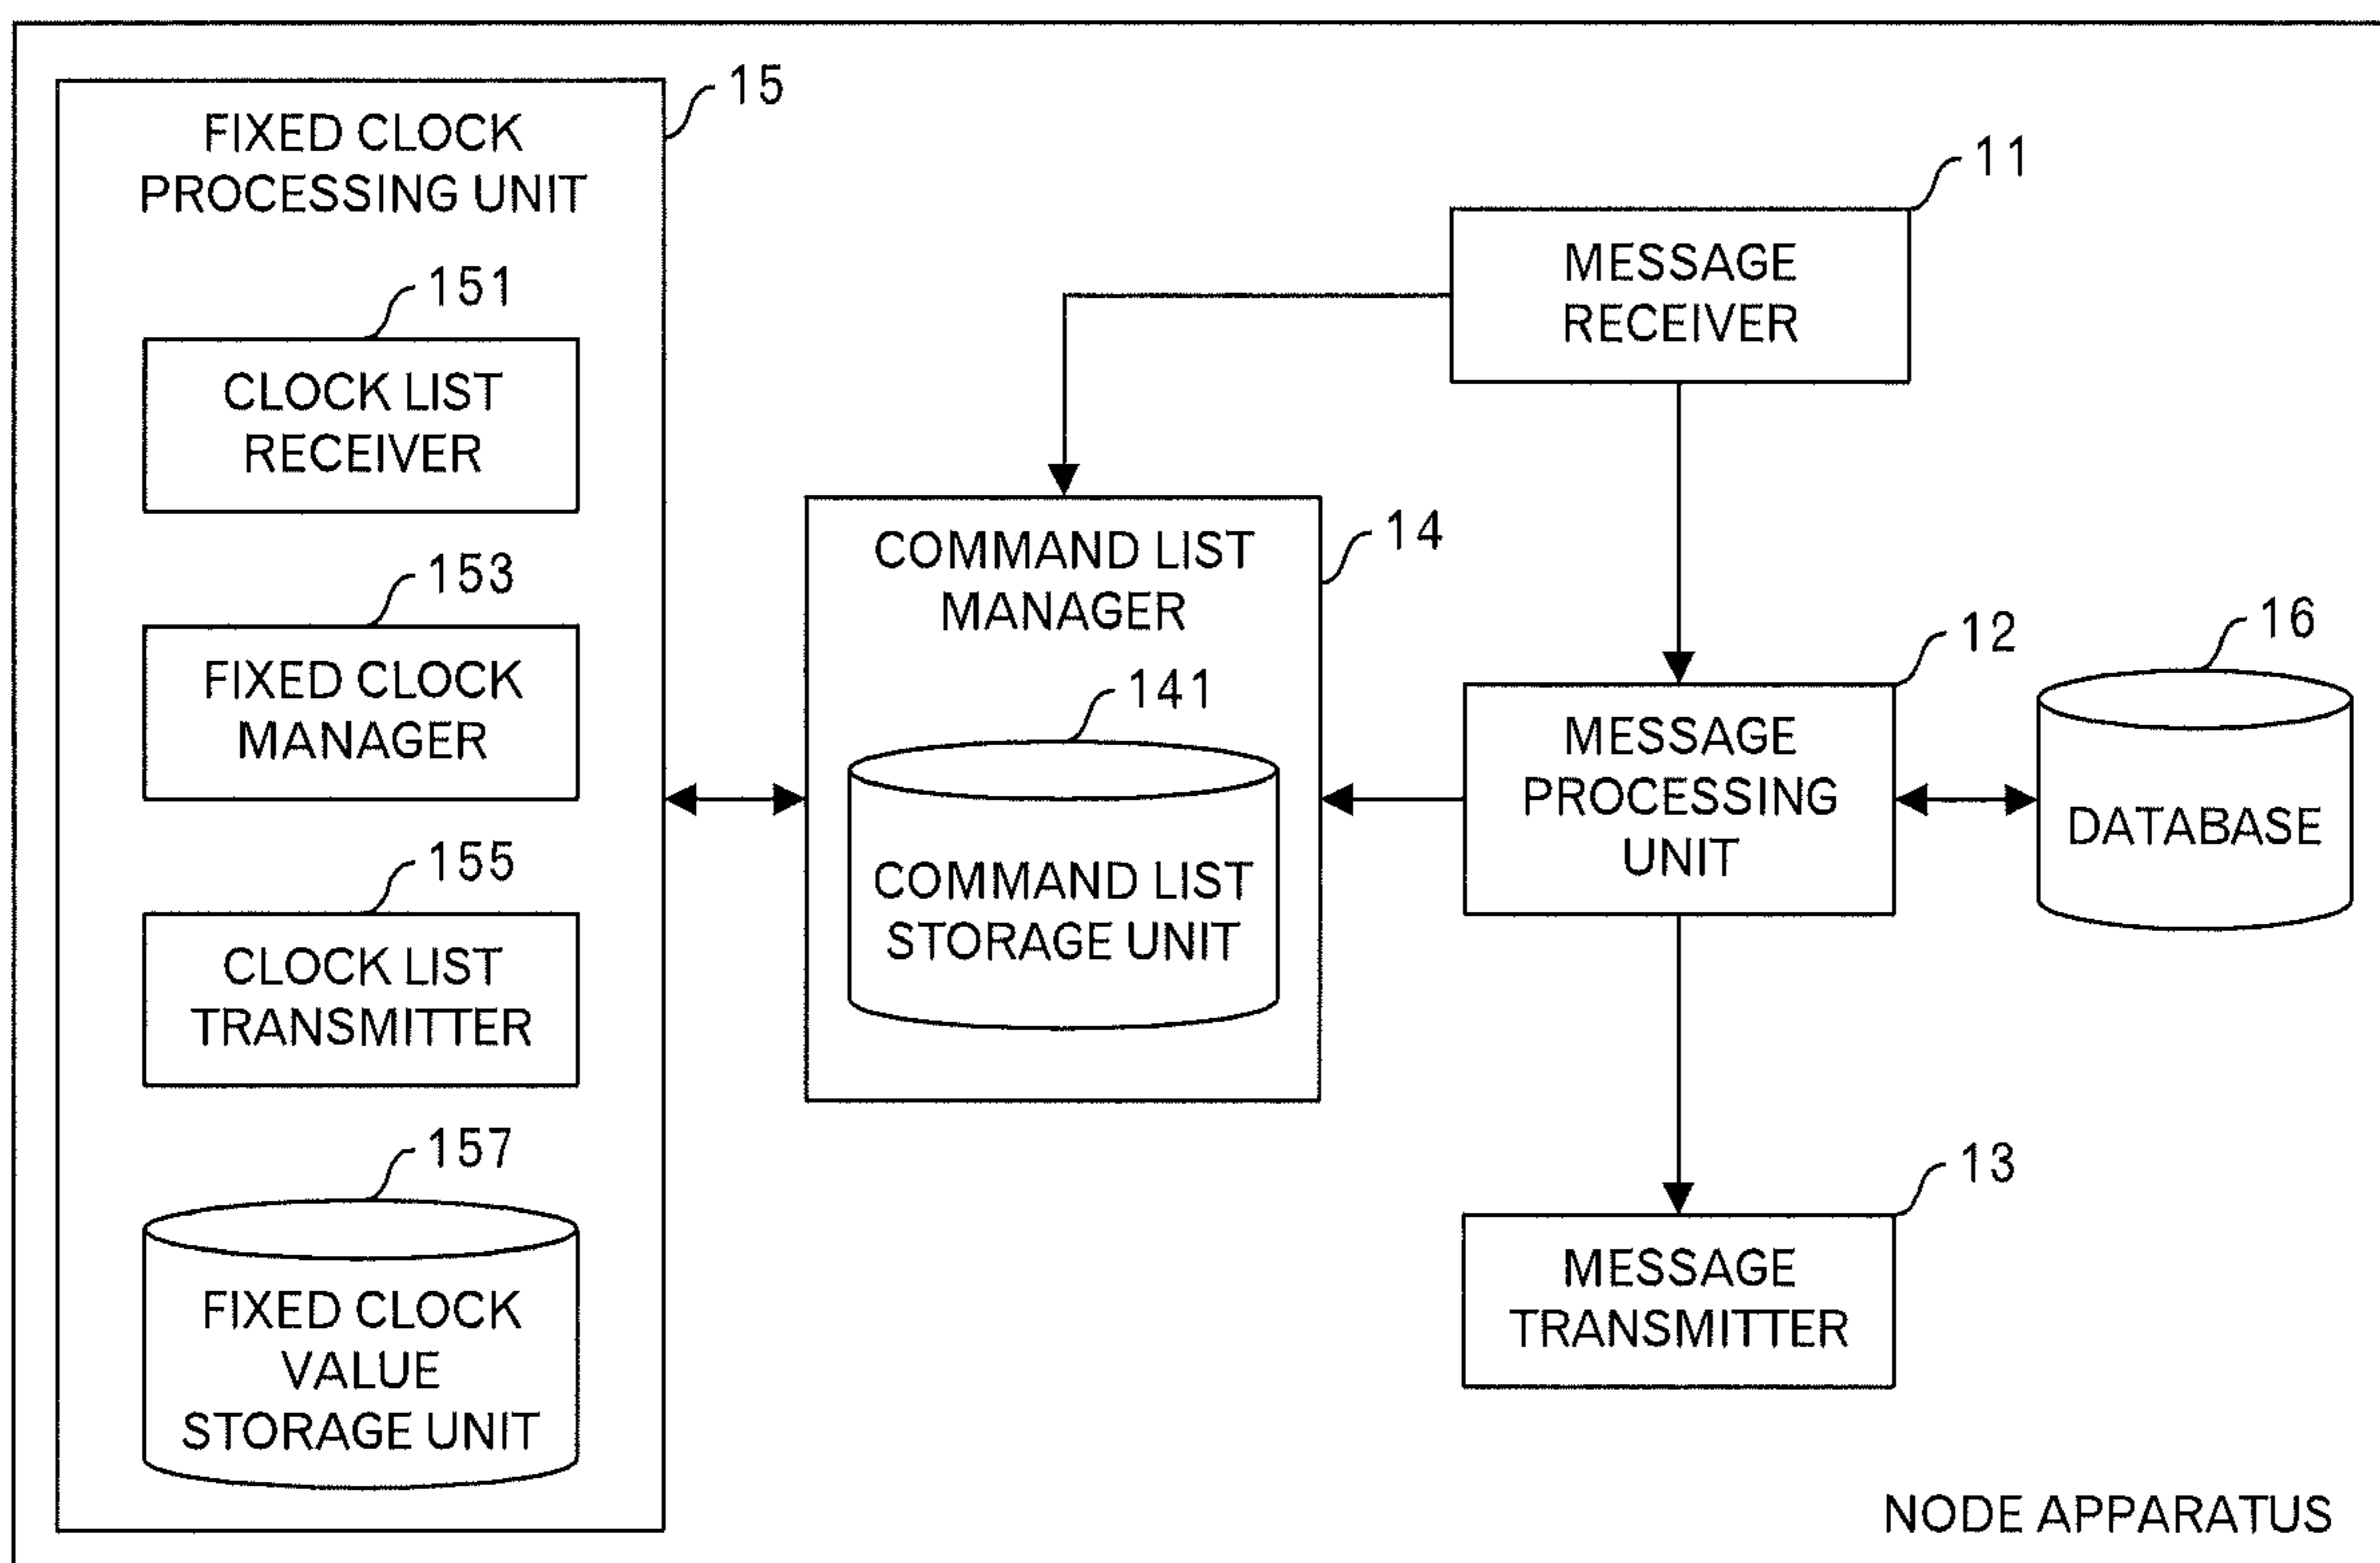 15
FIXED CLOCK
PROCESSING UNIT
151
CLOCK LIST
RECEIVER
153
FIXED CLOCK
MANAGER
155
CLOCK LIST
TRANSMITTER
157
FIXED CLOCK
VALUE
STORAGE UNIT
14
COMMAND LIST
MANAGER
141
COMMAND LIST
STORAGE UNIT
11
MESSAGE
RECEIVER
12
MESSAGE
PROCESSING
UNIT
16
DATABASE
13
MESSAGE
TRANSMITTER
NODE APPARATUS